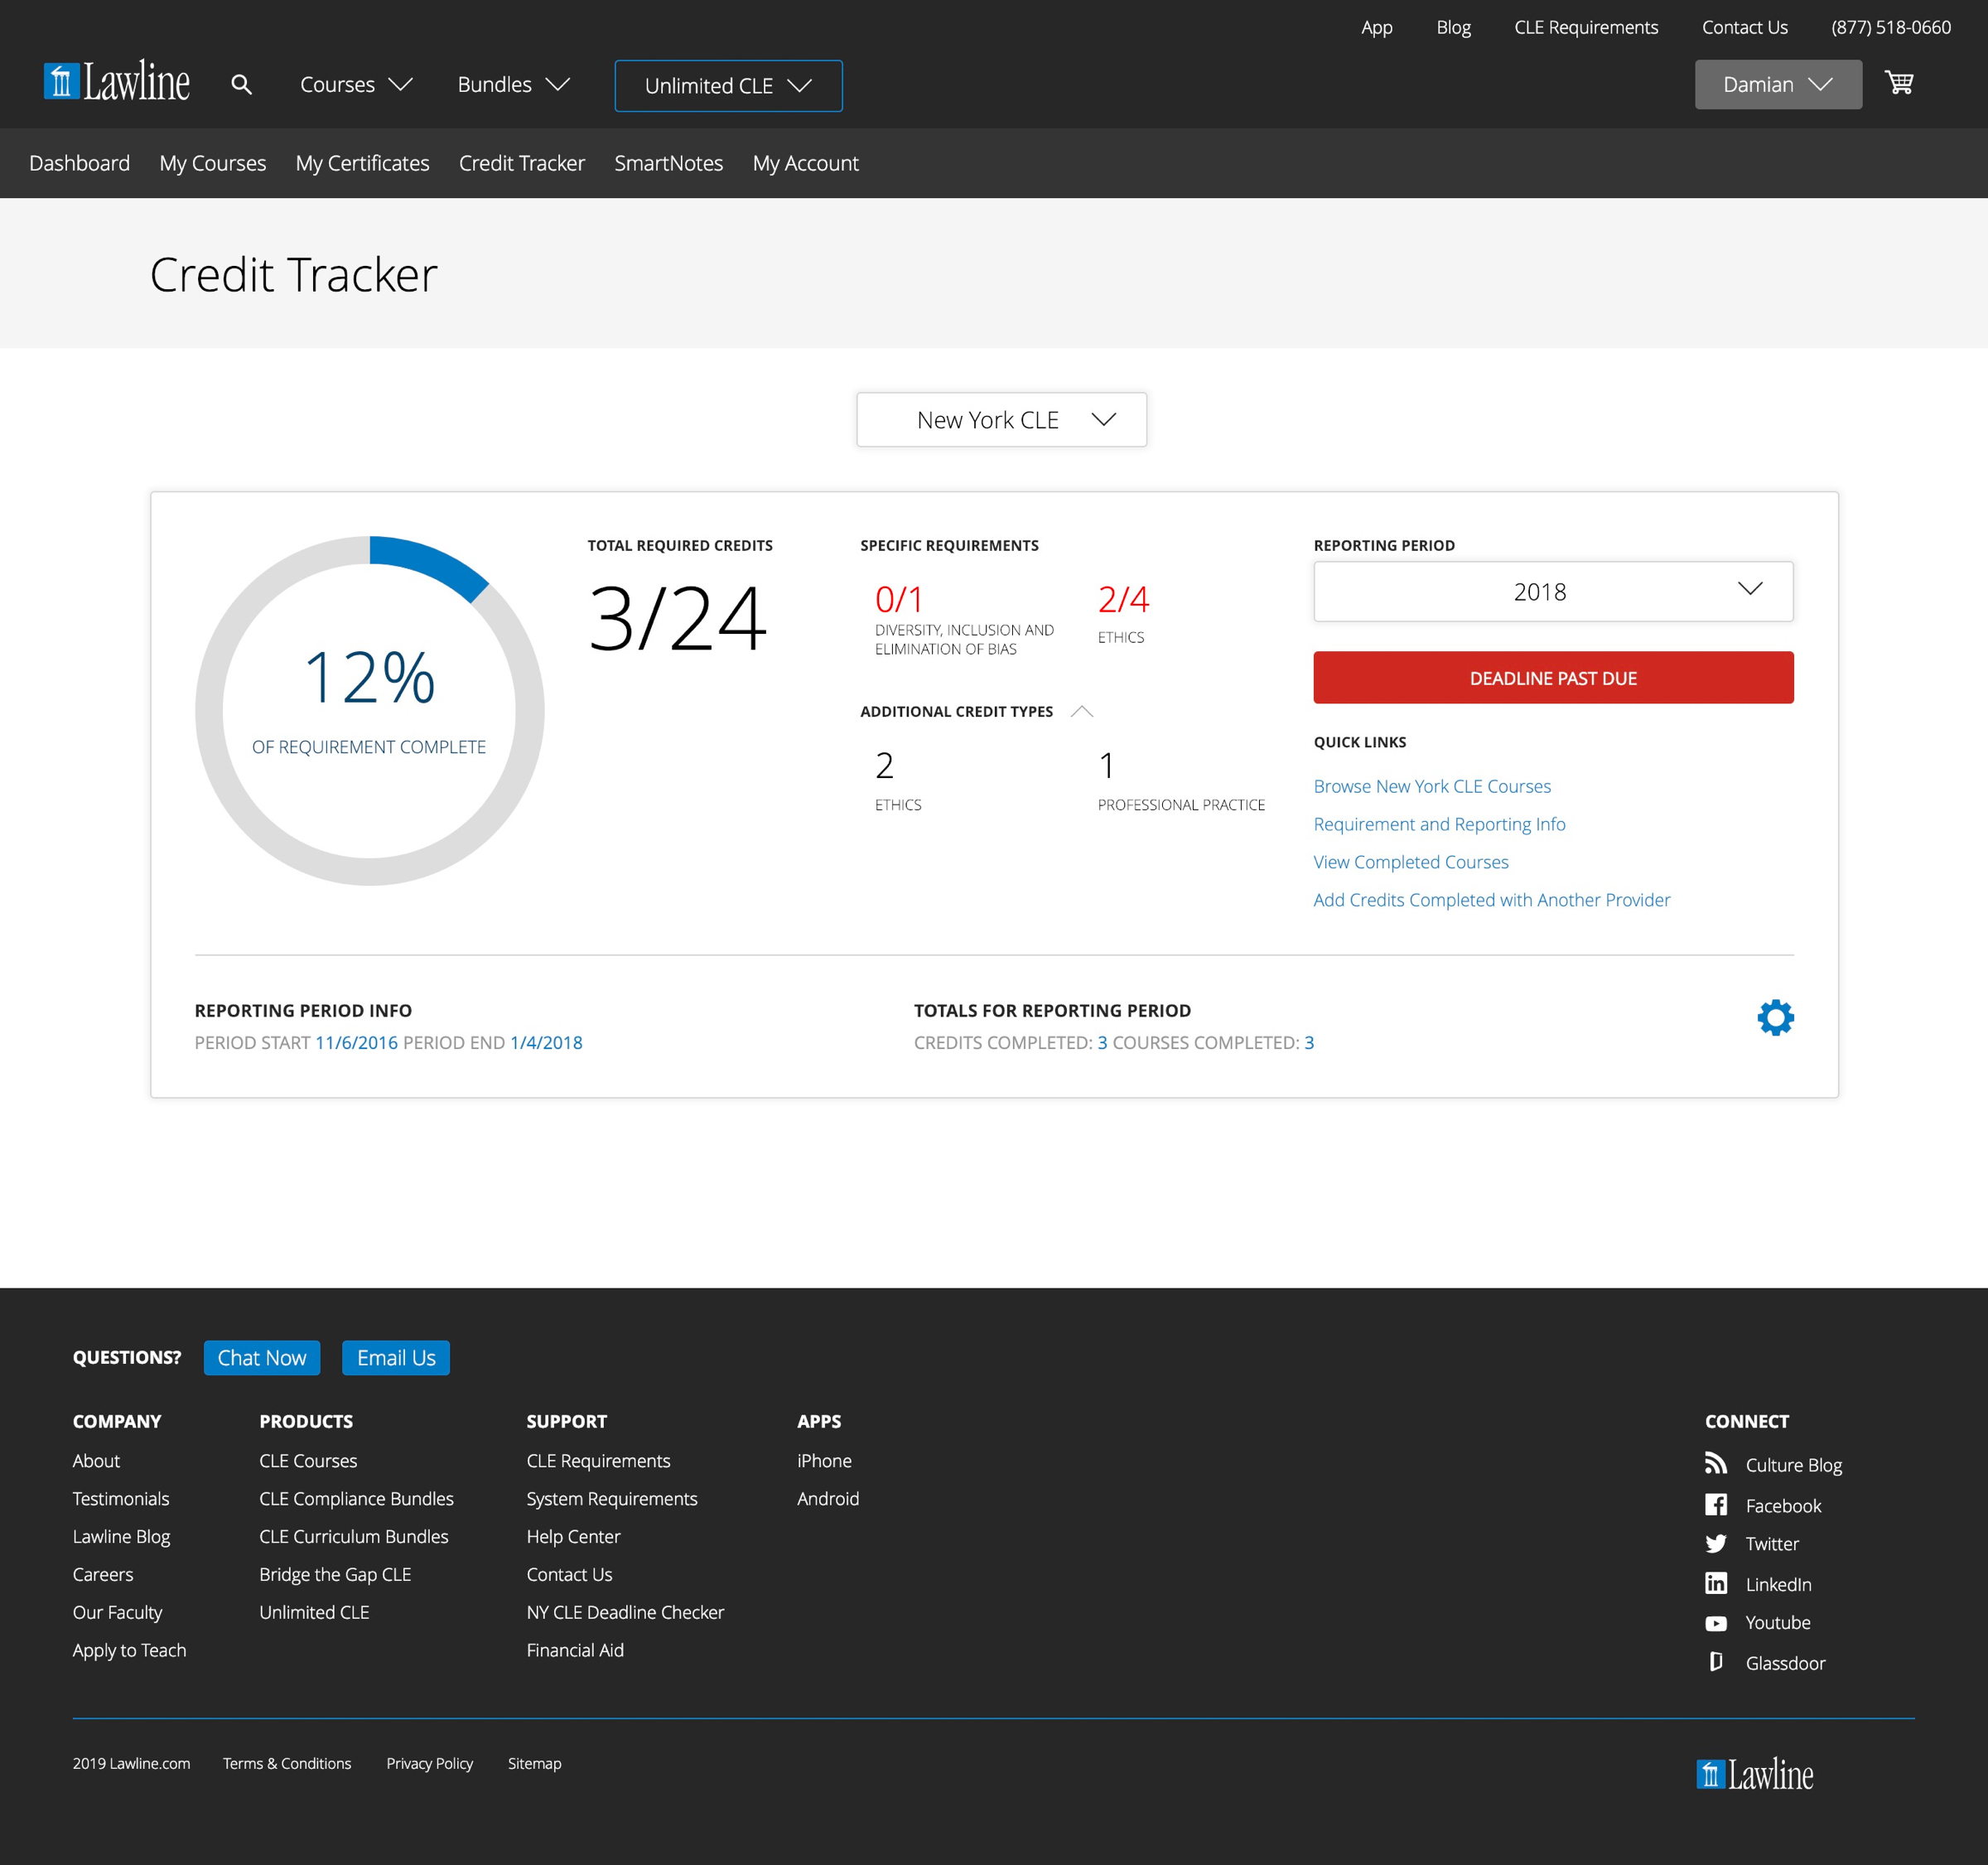 App Blog CLE Requirements Contact Us (877) 518-0660
Lawline Courses Bundles Unlimited CLE Damian
Dashboard My Courses My Certificates Credit Tracker SmartNotes My Account
Credit Tracker
New York CLE
12%
OF REQUIREMENT COMPLETE
TOTAL REQUIRED CREDITS
3/24
SPECIFIC REQUIREMENTS
0/1
DIVERSITY, INCLUSION AND
ELIMINATION OF BIAS
2/4
ETHICS
ADDITIONAL CREDIT TYPES
2
ETHICS
1
PROFESSIONAL PRACTICE
REPORTING PERIOD
2018
DEADLINE PAST DUE
QUICK LINKS
Browse New York CLE Courses
Requirement and Reporting Info
View Completed Courses
Add Credits Completed with Another Provider
REPORTING PERIOD INFO
PERIOD START 11/6/2016 PERIOD END 1/4/2018
TOTALS FOR REPORTING PERIOD
CREDITS COMPLETED: 3 COURSES COMPLETED: 3
QUESTIONS? Chat Now Email Us
COMPANY
About
Testimonials
Lawline Blog
Careers
Our Faculty
Apply to Teach
PRODUCTS
CLE Courses
CLE Compliance Bundles
CLE Curriculum Bundles
Bridge the Gap CLE
Unlimited CLE
SUPPORT
CLE Requirements
System Requirements
Help Center
Contact Us
NY CLE Deadline Checker
Financial Aid
APPS
iPhone
Android
CONNECT
Culture Blog
Facebook
Twitter
LinkedIn
Youtube
Glassdoor
2019 Lawline.com Terms & Conditions Privacy Policy Sitemap
Lawline